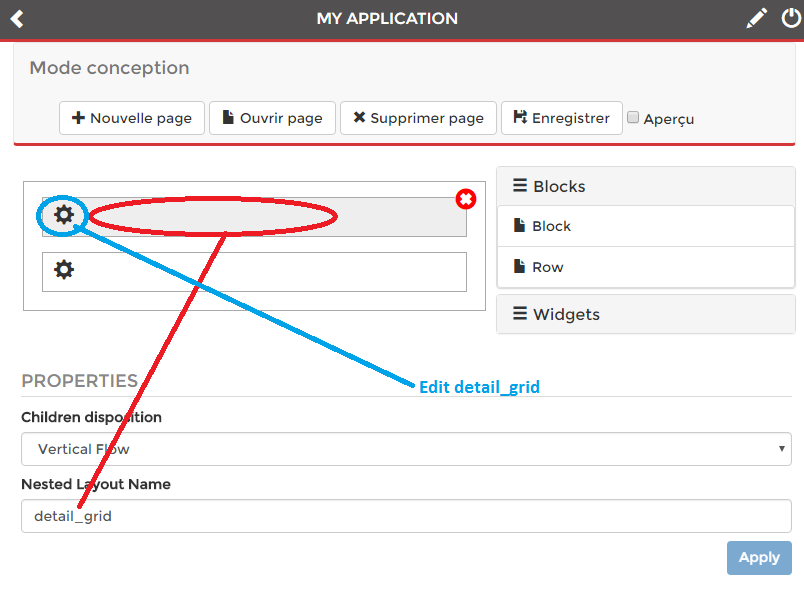 MY APPLICATION
Mode conception
Nouvelle page
Ouvrir page
Supprimer page
Enregistrer
Aperçu
Blocks
Block
Row
Widgets
Edit detail_grid
PROPERTIES
Children disposition
Vertical Flow
Nested Layout Name
detail_grid
Apply